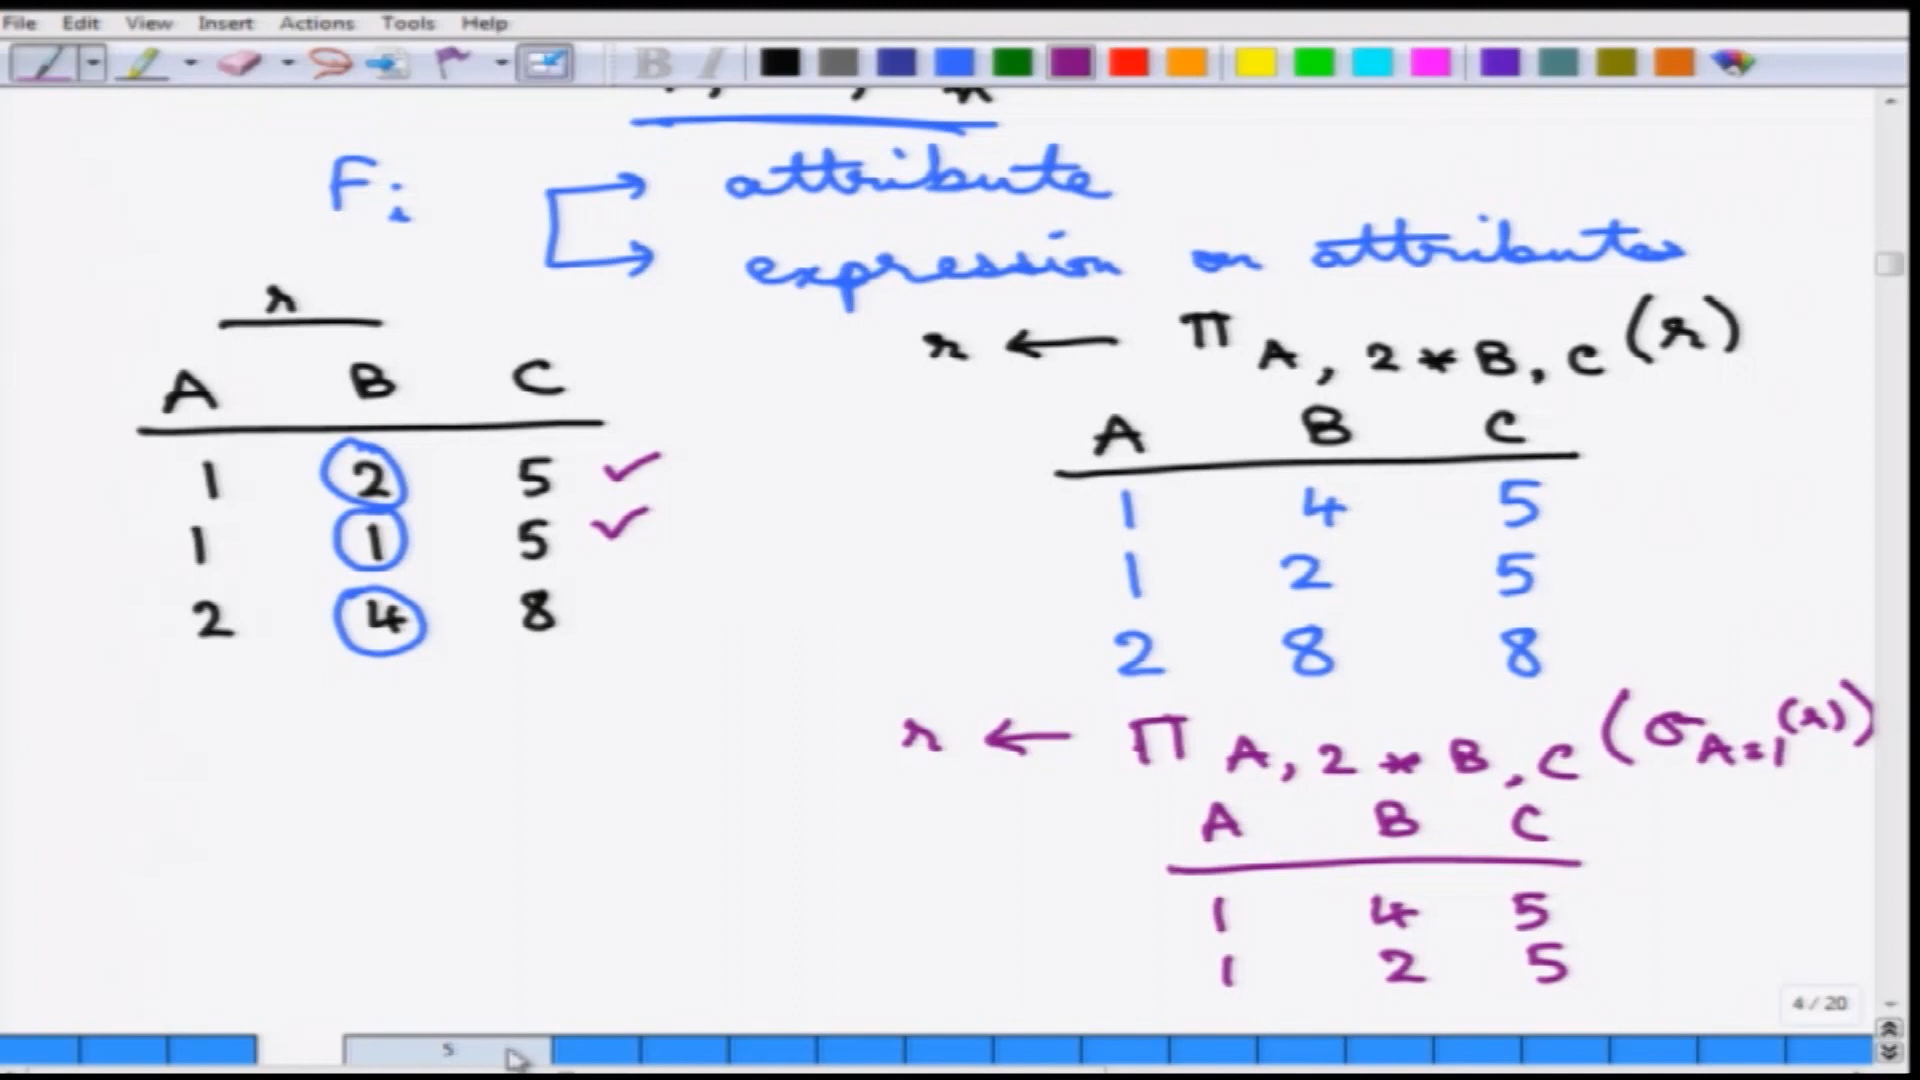 File Edit View Insert Actions Tools Help
B I
F_i → attribute
→ expression on attributes
r
A B C
1 2 5 ✓
1 1 5 ✓
2 4 8
r ← Π A, 2 * B, C (r)
A B C
1 4 5
1 2 5
2 8 8
r ← Π A, 2 * B, C (σ A=1 (r))
A B C
1 4 5
1 2 5
4 / 20
5